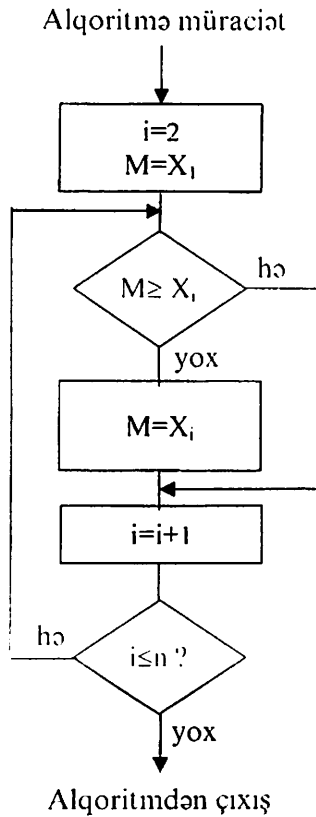 Alqoritmə müraciət
i=2
M=X₁
M≥ Xᵢ
hə
yox
M=Xᵢ
i=i+1
hə
i≤n ?
yox
Alqoritmdən çıxış